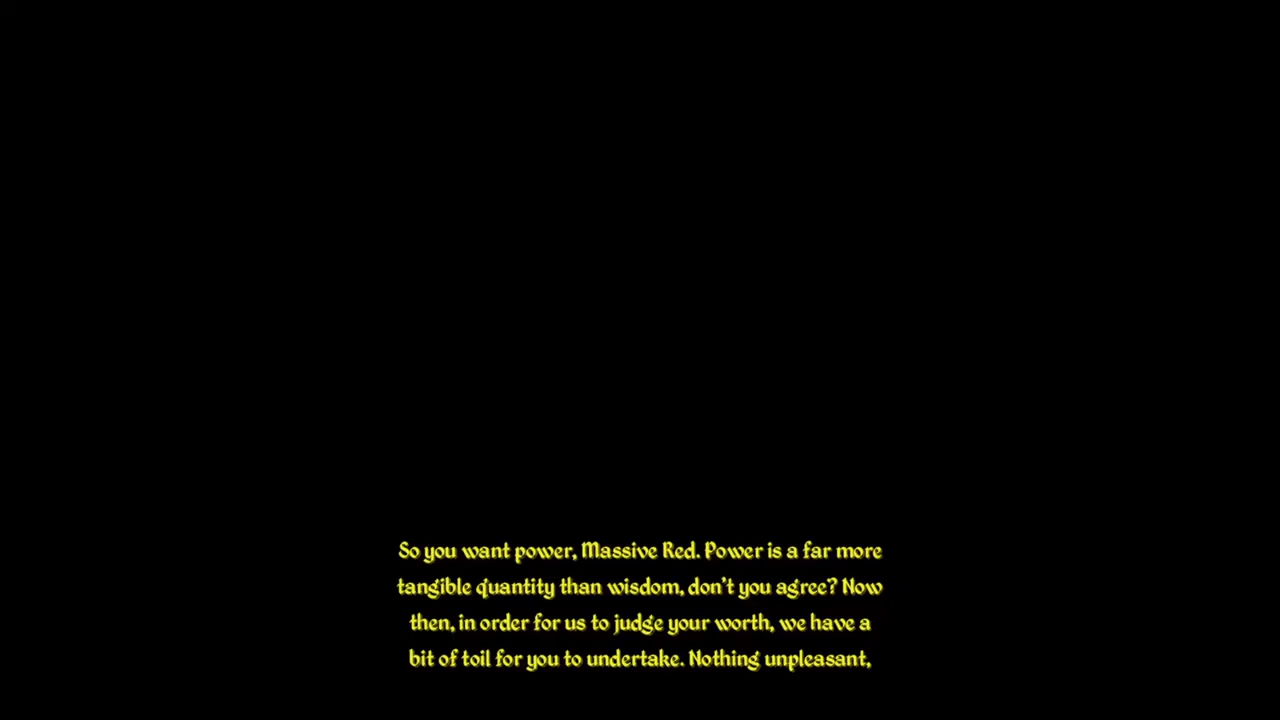 So you want power, Massive Red. Power is a far more
tangible quantity than wisdom, don't you agree? Now
then, in order for us to judge your worth, we have a
bit of toil for you to undertake. Nothing unpleasant,